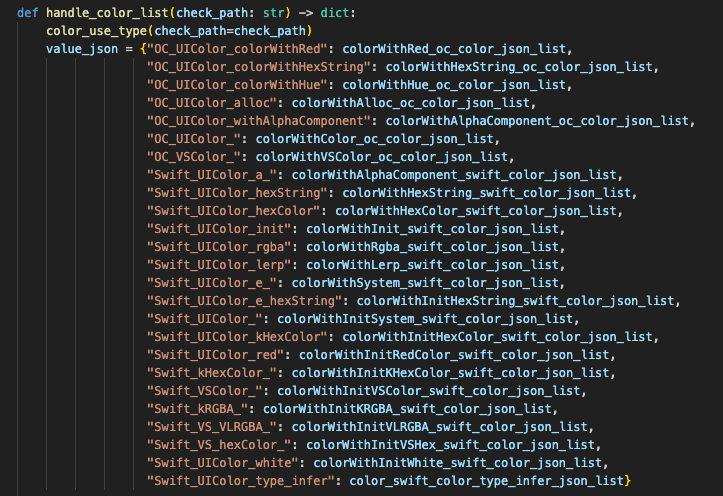 def handle_color_list(check_path: str) -> dict:
color_use_type(check_path=check_path)
value_json = {"OC_UIColor_colorWithRed": colorWithRed_oc_color_json_list,
"OC_UIColor_colorWithHexString": colorWithHexString_oc_color_json_list,
"OC_UIColor_colorWithHue": colorWithHue_oc_color_json_list,
"OC_UIColor_alloc": colorWithAlloc_oc_color_json_list,
"OC_UIColor_withAlphaComponent": colorWithAlphaComponent_oc_color_json_list,
"OC_UIColor_": colorWithColor_oc_color_json_list,
"OC_VSColor_": colorWithVSColor_oc_color_json_list,
"Swift_UIColor_a_": colorWithAlphaComponent_swift_color_json_list,
"Swift_UIColor_hexString": colorWithHexString_swift_color_json_list,
"Swift_UIColor_hexColor": colorWithHexColor_swift_color_json_list,
"Swift_UIColor_init": colorWithInit_swift_color_json_list,
"Swift_UIColor_rgba": colorWithRgba_swift_color_json_list,
"Swift_UIColor_lerp": colorWithLerp_swift_color_json_list,
"Swift_UIColor_e_": colorWithSystem_swift_color_json_list,
"Swift_UIColor_e_hexString": colorWithInitHexString_swift_color_json_list,
"Swift_UIColor_": colorWithInitSystem_swift_color_json_list,
"Swift_UIColor_kHexColor": colorWithInitHexColor_swift_color_json_list,
"Swift_UIColor_red": colorWithInitRedColor_swift_color_json_list,
"Swift_kHexColor_": colorWithInitKHexColor_swift_color_json_list,
"Swift_VSColor_": colorWithInitVSColor_swift_color_json_list,
"Swift_kRGBA_": colorWithInitKRGBA_swift_color_json_list,
"Swift_VS_VLRGBA_": colorWithInitVLRGBA_swift_color_json_list,
"Swift_VS_hexColor_": colorWithInitVSHex_swift_color_json_list,
"Swift_UIColor_white": colorWithInitWhite_swift_color_json_list,
"Swift_UIColor_type_infer": color_swift_color_type_infer_json_list}